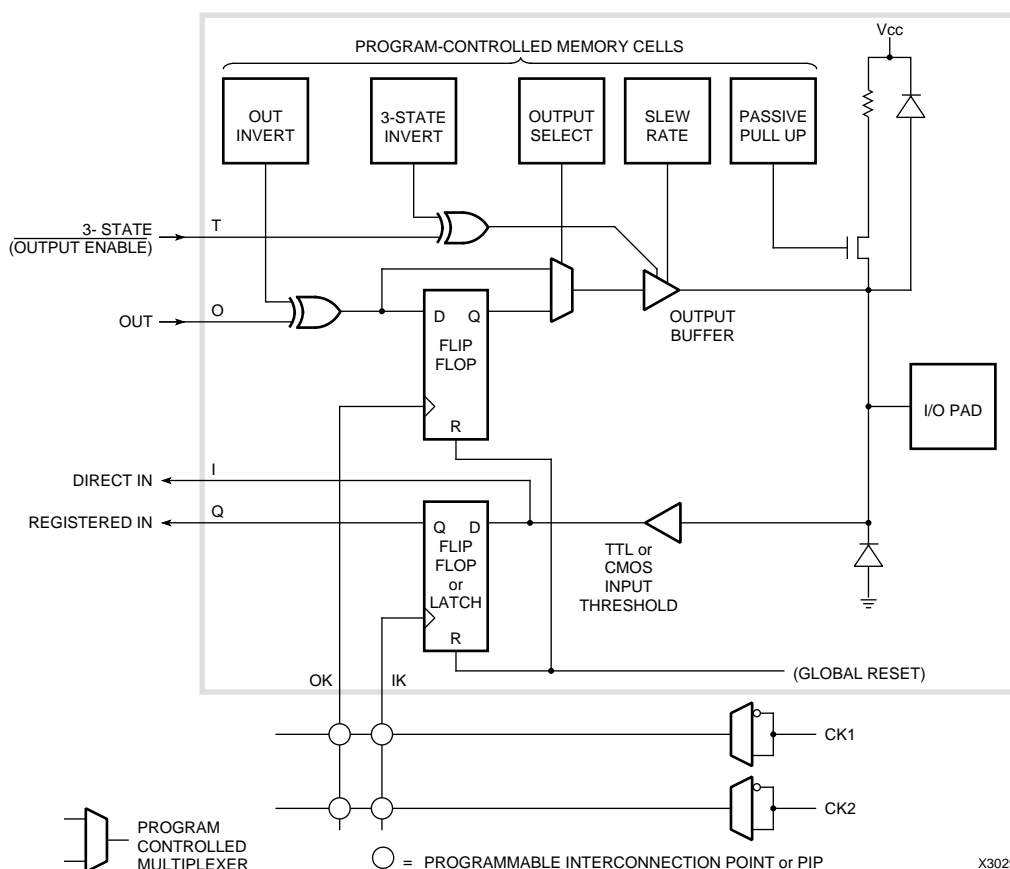 Vcc
PROGRAM-CONTROLLED MEMORY CELLS
OUT
INVERT
3-STATE
INVERT
OUTPUT
SELECT
SLEW
RATE
PASSIVE
PULL UP
3- STATE
(OUTPUT ENABLE)
T
OUT
O
D Q
FLIP
FLOP
R
OUTPUT
BUFFER
I/O PAD
DIRECT IN
I
REGISTERED IN
Q
Q D
FLIP
FLOP
or
LATCH
R
TTL or
CMOS
INPUT
THRESHOLD
(GLOBAL RESET)
OK
IK
CK1
CK2
PROGRAM
CONTROLLED
MULTIPLEXER
= PROGRAMMABLE INTERCONNECTION POINT or PIP
X3029